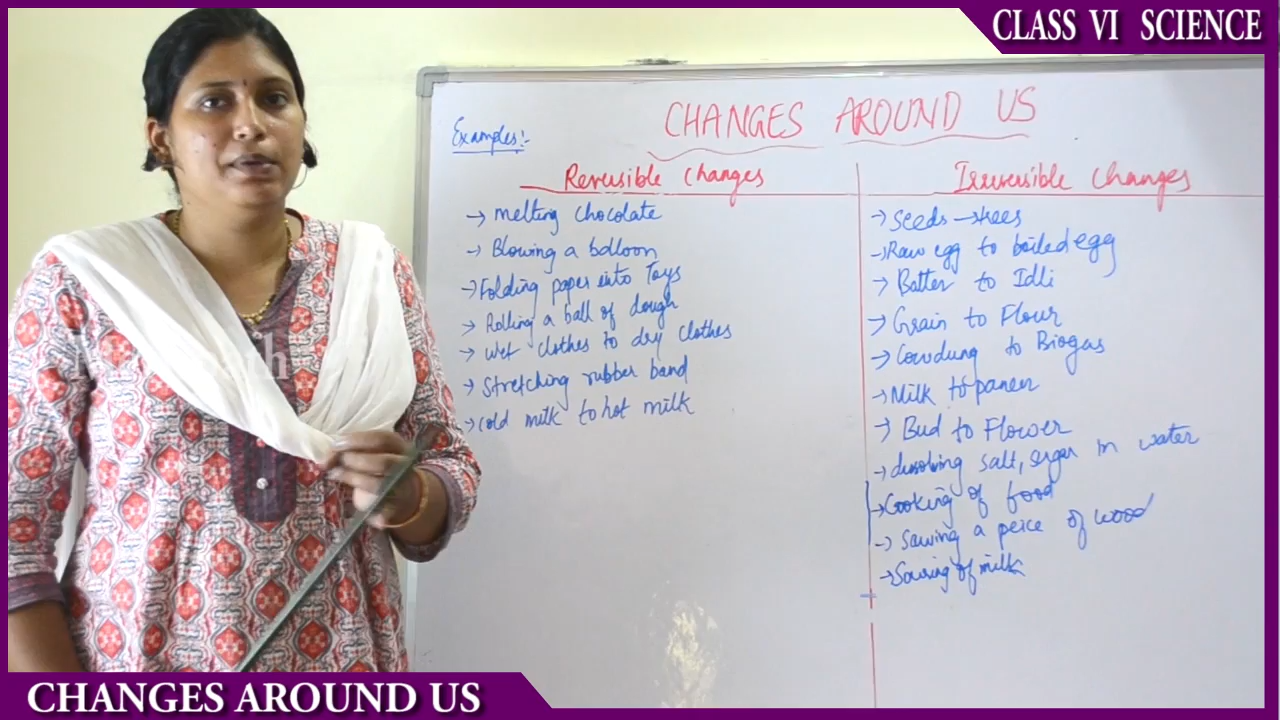 CLASS VI SCIENCE
CHANGES AROUND US
Examples:-
Reversible changes
→ Melting chocolate
→ Blowing a balloon
→ Folding paper into Toys
→ Rolling a ball of dough
→ Wet clothes to dry clothes
→ Stretching rubber band
→ Cold milk to hot milk
Irreversible changes
→ Seeds → trees
→ Raw egg to boiled egg
→ Batter to Idli
→ Grain to Flour
→ Cowdung to Biogas
→ Milk to paneer
→ Bud to Flower
→ dissolving salt, sugar in water
→ Cooking of food
→ Sawing a peice of wood
→ Souring of milk
CHANGES AROUND US